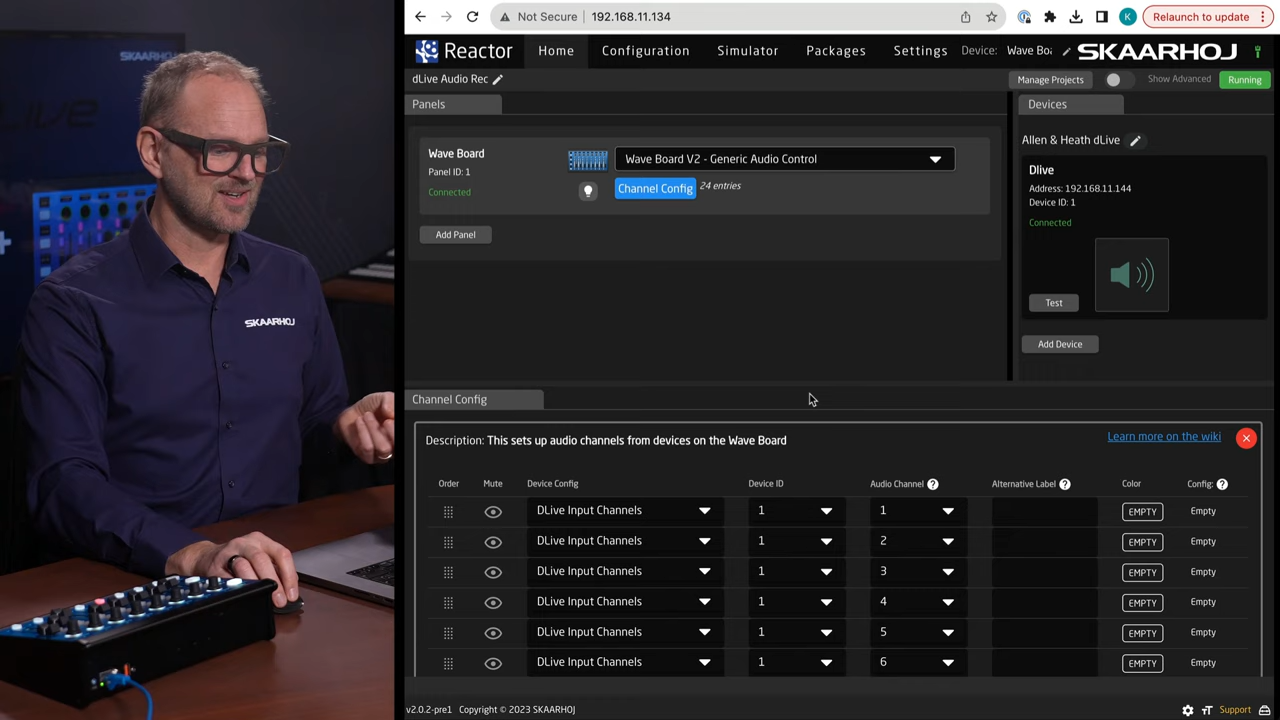 Not Secure 192.168.11.134
K
Relaunch to update
Reactor Home Configuration Simulator Packages Settings Device: Wave Boa SKAARHOJ
dLive Audio Rec
Manage Projects Show Advanced Running
Panels
Devices
Wave Board
Panel ID: 1
Connected
Wave Board V2 - Generic Audio Control
Channel Config 24 entries
Add Panel
Allen & Heath dLive
Dlive
Address: 192.168.11.144
Device ID: 1
Connected
Test
Add Device
Channel Config
Description: This sets up audio channels from devices on the Wave Board
Learn more on the wiki
Order Mute Device Config Device ID Audio Channel ? Alternative Label ? Color Config: ?
DLive Input Channels 1 1 EMPTY Empty
DLive Input Channels 1 2 EMPTY Empty
DLive Input Channels 1 3 EMPTY Empty
DLive Input Channels 1 4 EMPTY Empty
DLive Input Channels 1 5 EMPTY Empty
DLive Input Channels 1 6 EMPTY Empty
v2.0.2-pre1 Copyright © 2023 SKAARHOJ
Support
SKAARHOJ
Live
SKAARHOJ